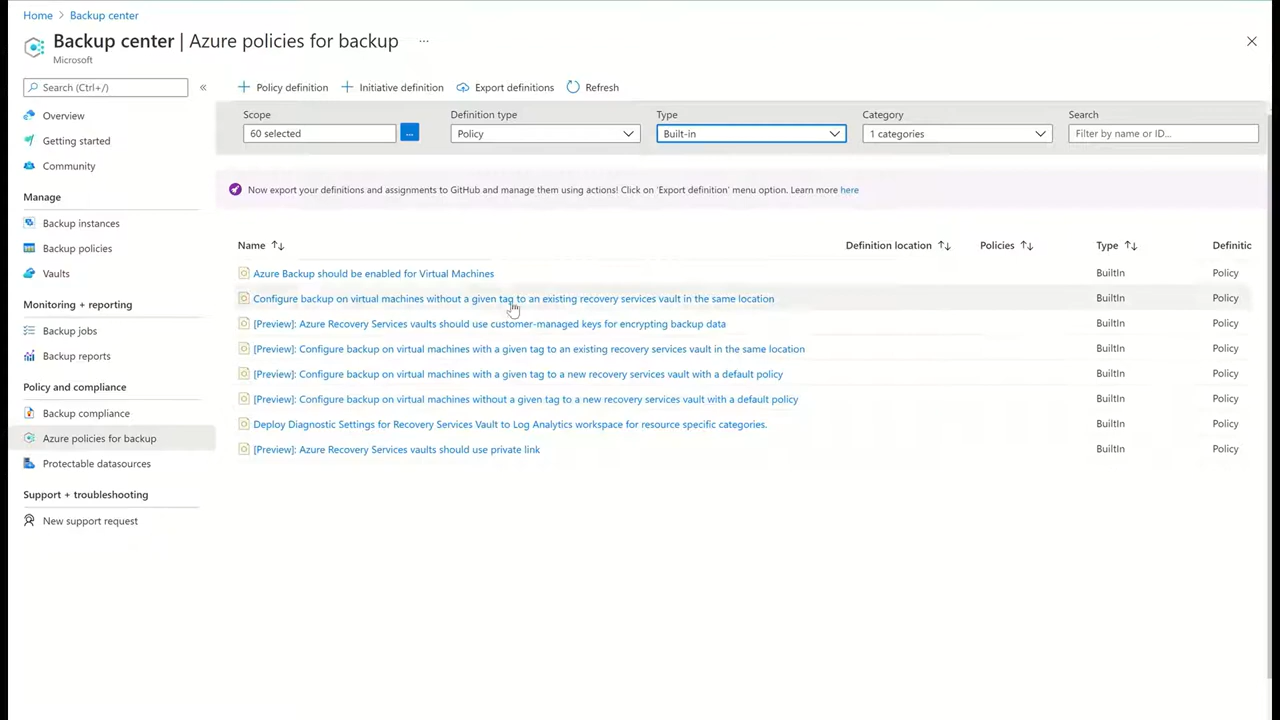 Home > Backup center
Backup center | Azure policies for backup ...
Microsoft
Search (Ctrl+/) «
Overview
Getting started
Community
Manage
Backup instances
Backup policies
Vaults
Monitoring + reporting
Backup jobs
Backup reports
Policy and compliance
Backup compliance
Azure policies for backup
Protectable datasources
Support + troubleshooting
New support request
+ Policy definition + Initiative definition Export definitions Refresh
Scope Definition type Type Category Search
60 selected ... Policy Built-in 1 categories Filter by name or ID...
Now export your definitions and assignments to GitHub and manage them using actions! Click on 'Export definition' menu option. Learn more here
Name ↑↓ Definition location ↑↓ Policies ↑↓ Type ↑↓ Definitic
Azure Backup should be enabled for Virtual Machines BuiltIn Policy
Configure backup on virtual machines without a given tag to an existing recovery services vault in the same location BuiltIn Policy
[Preview]: Azure Recovery Services vaults should use customer-managed keys for encrypting backup data BuiltIn Policy
[Preview]: Configure backup on virtual machines with a given tag to an existing recovery services vault in the same location BuiltIn Policy
[Preview]: Configure backup on virtual machines with a given tag to a new recovery services vault with a default policy BuiltIn Policy
[Preview]: Configure backup on virtual machines without a given tag to a new recovery services vault with a default policy BuiltIn Policy
Deploy Diagnostic Settings for Recovery Services Vault to Log Analytics workspace for resource specific categories. BuiltIn Policy
[Preview]: Azure Recovery Services vaults should use private link BuiltIn Policy